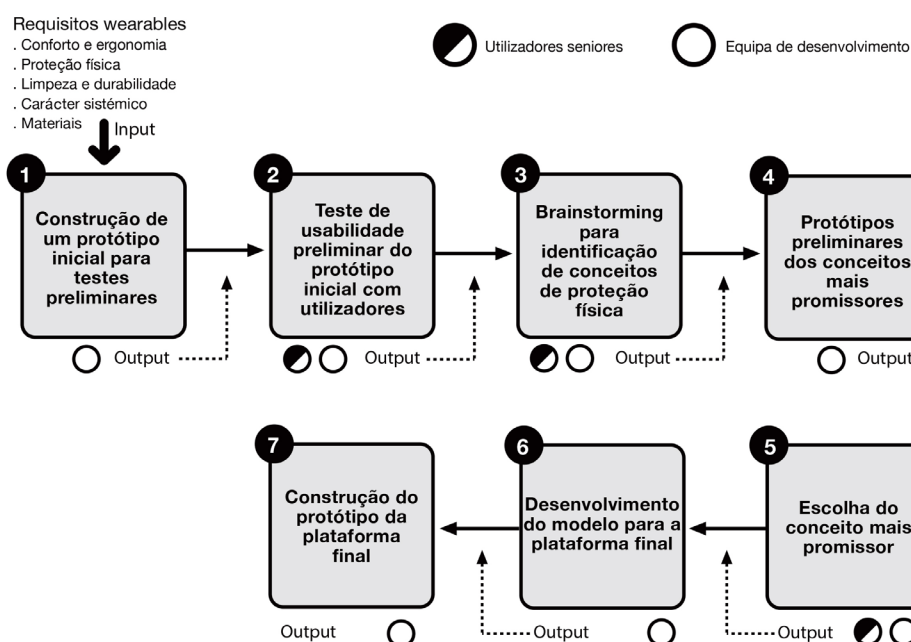 Requisitos wearables
. Conforto e ergonomia
. Proteção física
. Limpeza e durabilidade
. Carácter sistémico
. Materiais
Input
Utilizadores seniores
Equipa de desenvolvimento
1
Construção de
um protótipo
inicial para
testes
preliminares
Output
2
Teste de
usabilidade
preliminar do
protótipo
inicial com
utilizadores
Output
3
Brainstorming
para
identificação
de conceitos
de proteção
física
Output
4
Protótipos
preliminares
dos conceitos
mais
promissores
Output
5
Escolha do
conceito mais
promissor
Output
6
Desenvolvimento
do modelo para a
plataforma final
Output
7
Construção do
protótipo da
plataforma
final
Output